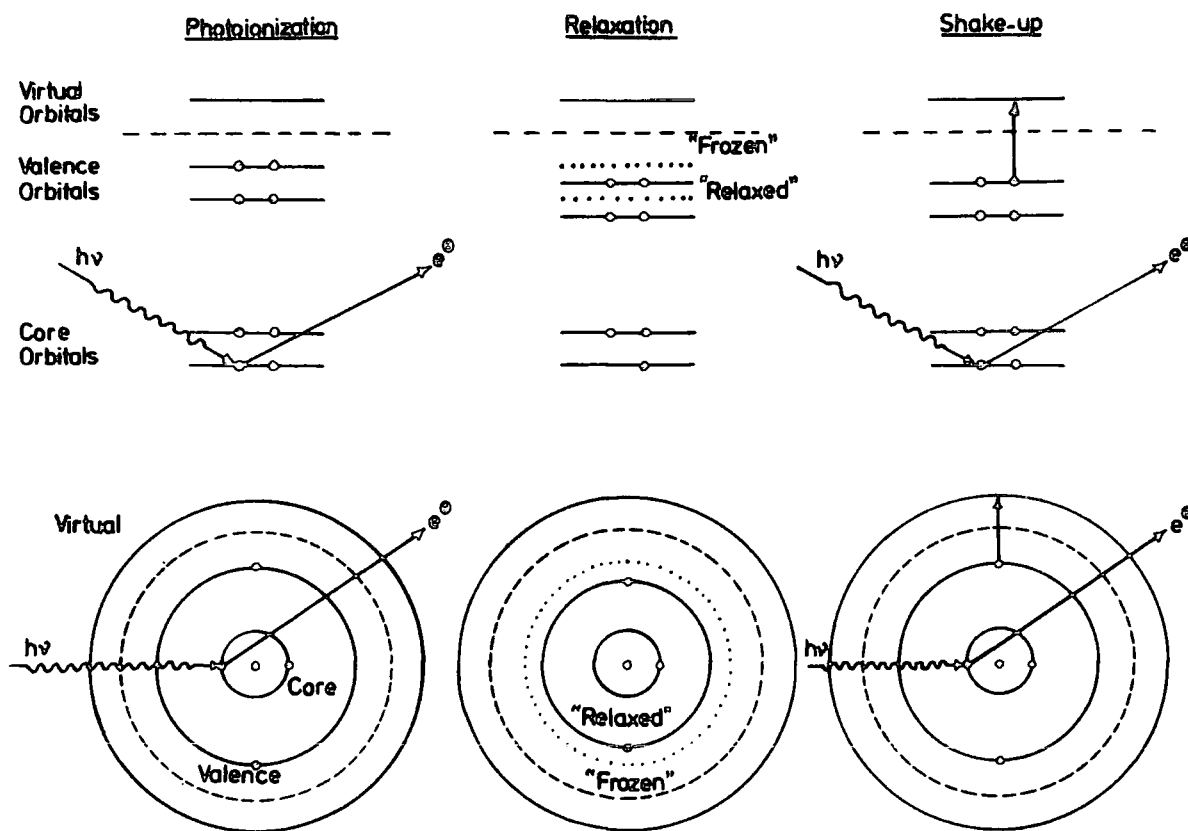 Photoionization
Relaxation
Shake-up
Virtual
Orbitals
Valence
Orbitals
"Frozen"
"Relaxed"
hν
e⊖
hν
e⊖
Core
Orbitals
Virtual
e⊖
e⊖
hν
hν
Core
"Relaxed"
Valence
"Frozen"